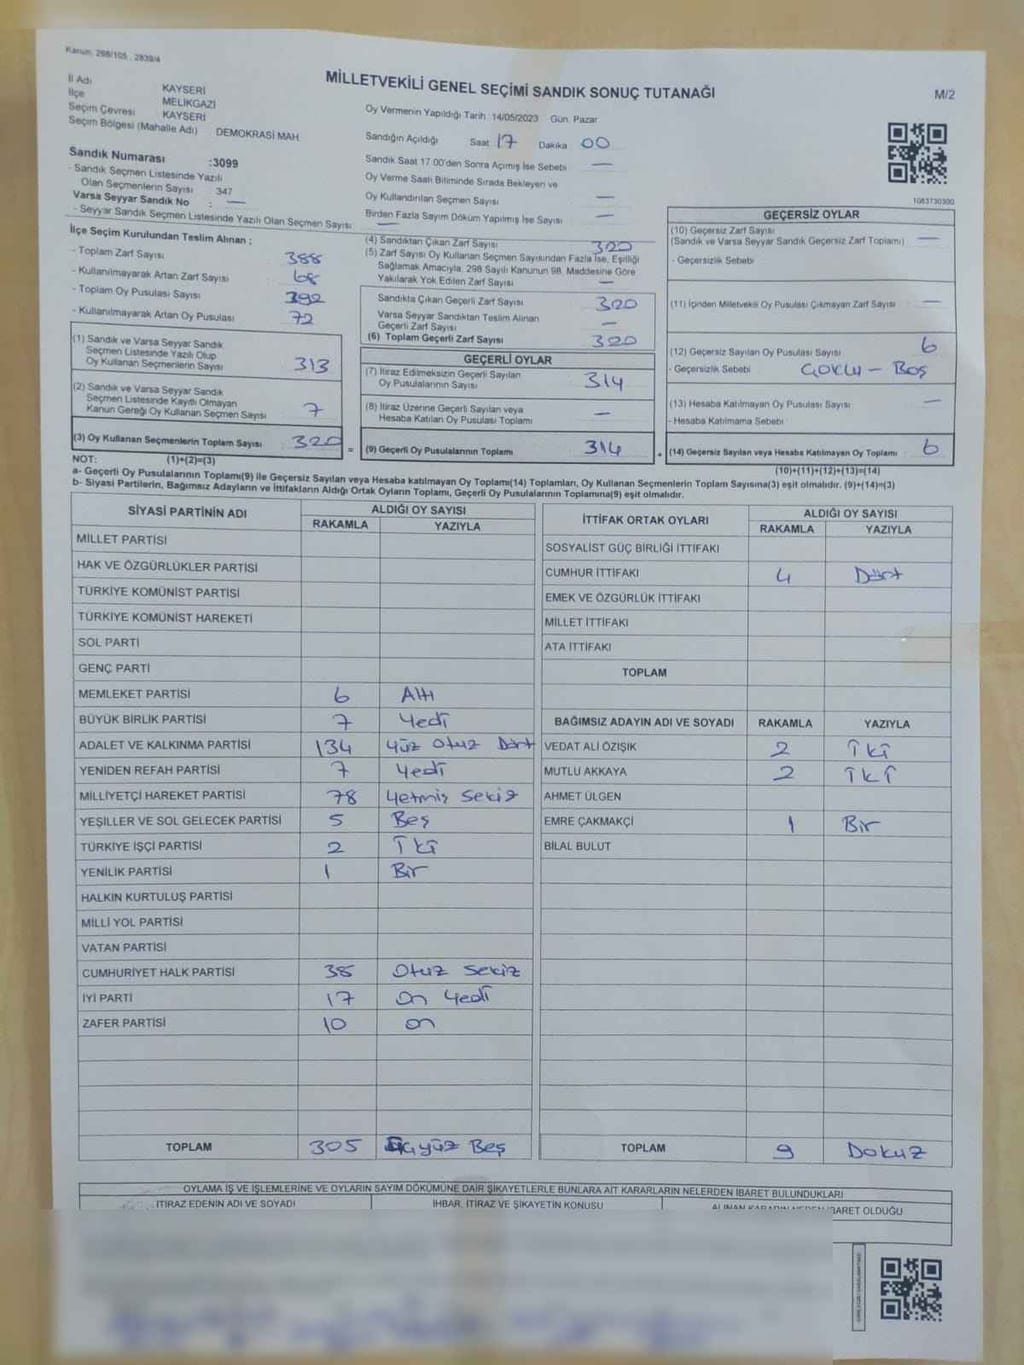 Kanun. 298/105 . 2839/4
MİLLETVEKİLİ GENEL SEÇİMİ SANDIK SONUÇ TUTANAĞI
M/2
İl Adı KAYSERİ
İlçe MELİKGAZİ
Seçim Çevresi KAYSERİ
Seçim Bölgesi (Mahalle Adı) DEMOKRASİ MAH
Sandık Numarası :3099
- Sandık Seçmen Listesinde Yazılı
Olan Seçmenlerin Sayısı 347
Varsa Seyyar Sandık No : —
- Seyyar Sandık Seçmen Listesinde Yazılı Olan Seçmen Sayısı: —
İlçe Seçim Kurulundan Teslim Alınan :
- Toplam Zarf Sayısı 388
- Kullanılmayarak Artan Zarf Sayısı 68
- Toplam Oy Pusulası Sayısı 392
- Kullanılmayarak Artan Oy Pusulası 72
(1) Sandık ve Varsa Seyyar Sandık
Seçmen Listesinde Yazılı Olup
Oy Kullanan Seçmenlerin Sayısı 313
(2) Sandık ve Varsa Seyyar Sandık
Seçmen Listesinde Kayıtlı Olmayan
Kanun Gereği Oy Kullanan Seçmen Sayısı 7
(3) Oy Kullanan Seçmenlerin Toplam Sayısı 320 =
Oy Vermenin Yapıldığı Tarih: 14/05/2023 Gün. Pazar
Sandığın Açıldığı Saat 17 Dakika 00
Sandık Saat 17.00'den Sonra Açılmış İse Sebebi —
Oy Verme Saati Bitiminde Sırada Bekleyen ve
Oy Kullandırılan Seçmen Sayısı —
Birden Fazla Sayım Döküm Yapılmış İse Sayısı —
(4) Sandıktan Çıkan Zarf Sayısı 320
(5) Zarf Sayısı Oy Kullanan Seçmen Sayısından Fazla İse, Eşitliği
Sağlamak Amacıyla, 298 Sayılı Kanunun 98. Maddesine Göre
Yakılarak Yok Edilen Zarf Sayısı —
Sandıkta Çıkan Geçerli Zarf Sayısı 320
Varsa Seyyar Sandıktan Teslim Alınan
Geçerli Zarf Sayısı —
(6) Toplam Geçerli Zarf Sayısı 320
GEÇERLİ OYLAR
(7) İtiraz Edilmeksizin Geçerli Sayılan
Oy Pusulalarının Sayısı 314
(8) İtiraz Üzerine Geçerli Sayılan veya
Hesaba Katılan Oy Pusulası Toplamı —
(9) Geçerli Oy Pusulalarının Toplamı 314
1083730300
GEÇERSİZ OYLAR
(10) Geçersiz Zarf Sayısı
(Sandık ve Varsa Seyyar Sandık Geçersiz Zarf Toplamı) —
- Geçersizlik Sebebi
(11) İçinden Milletvekili Oy Pusulası Çıkmayan Zarf Sayısı —
(12) Geçersiz Sayılan Oy Pusulası Sayısı 6
- Geçersizlik Sebebi ÇOKLU - BOŞ
(13) Hesaba Katılmayan Oy Pusulası Sayısı —
- Hesaba Katılmama Sebebi
(14) Geçersiz Sayılan veya Hesaba Katılmayan Oy Toplamı 6
NOT: (1)+(2)=(3) (10)+(11)+(12)+(13)=(14)
a- Geçerli Oy Pusulalarının Toplamı(9) ile Geçersiz Sayılan veya Hesaba katılmayan Oy Toplam(14) Toplamları, Oy Kullanan Seçmenlerin Toplam Sayısına(3) eşit olmalıdır. (9)+(14)=(3)
b- Siyasi Partilerin, Bağımsız Adayların ve İttifakların Aldığı Ortak Oyların Toplamı, Geçerli Oy Pusulalarının Toplamına(9) eşit olmalıdır.
SİYASİ PARTİNİN ADI ALDIĞI OY SAYISI
RAKAMLA YAZIYLA
MİLLET PARTİSİ
HAK VE ÖZGÜRLÜKLER PARTİSİ
TÜRKİYE KOMÜNİST PARTİSİ
TÜRKİYE KOMÜNİST HAREKETİ
SOL PARTİ
GENÇ PARTİ
MEMLEKET PARTİSİ 6 Altı
BÜYÜK BİRLİK PARTİSİ 7 Yedi
ADALET VE KALKINMA PARTİSİ 134 Yüz Otuz Dört
YENİDEN REFAH PARTİSİ 7 Yedi
MİLLİYETÇİ HAREKET PARTİSİ 78 Yetmiş Sekiz
YEŞİLLER VE SOL GELECEK PARTİSİ 5 Beş
TÜRKİYE İŞÇİ PARTİSİ 2 İki
YENİLİK PARTİSİ 1 Bir
HALKIN KURTULUŞ PARTİSİ
MİLLİ YOL PARTİSİ
VATAN PARTİSİ
CUMHURİYET HALK PARTİSİ 38 Otuz Sekiz
İYİ PARTİ 17 On Yedi
ZAFER PARTİSİ 10 On
TOPLAM 305 Üçyüz Beş
İTTİFAK ORTAK OYLARI ALDIĞI OY SAYISI
RAKAMLA YAZIYLA
SOSYALİST GÜÇ BİRLİĞİ İTTİFAKI
CUMHUR İTTİFAKI 4 Dört
EMEK VE ÖZGÜRLÜK İTTİFAKI
MİLLET İTTİFAKI
ATA İTTİFAKI
TOPLAM
BAĞIMSIZ ADAYIN ADI VE SOYADI RAKAMLA YAZIYLA
VEDAT ALİ ÖZIŞIK 2 İki
MUTLU AKKAYA 2 İki
AHMET ÜLGEN
EMRE ÇAKMAKÇİ 1 Bir
BİLAL BULUT
TOPLAM 9 Dokuz
OYLAMA İŞ VE İŞLEMLERİNE VE OYLARIN SAYIM DÖKÜMÜNE DAİR ŞİKAYETLERLE BUNLARA AİT KARARLARIN NELERDEN İBARET BULUNDUKLARI
İTİRAZ EDENİN ADI VE SOYADI İHBAR, İTİRAZ VE ŞİKAYETİN KONUSU ALINAN KARARIN NEDEN İBARET OLDUĞU